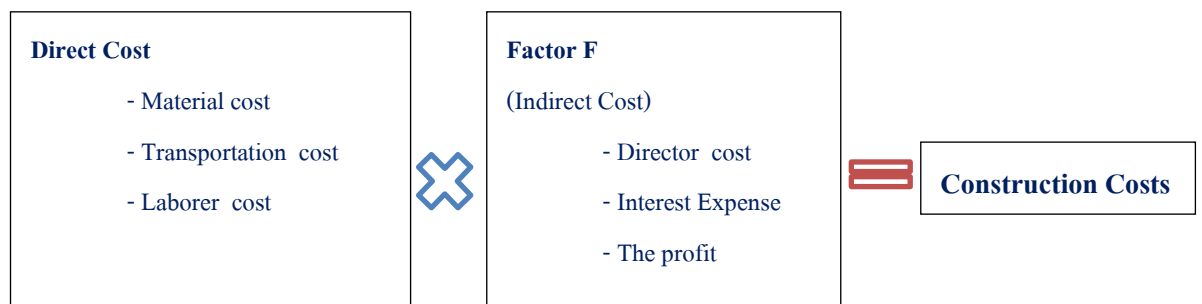 Direct Cost
- Material cost
- Transportation cost
- Laborer cost
Factor F
(Indirect Cost)
- Director cost
- Interest Expense
- The profit
Construction Costs